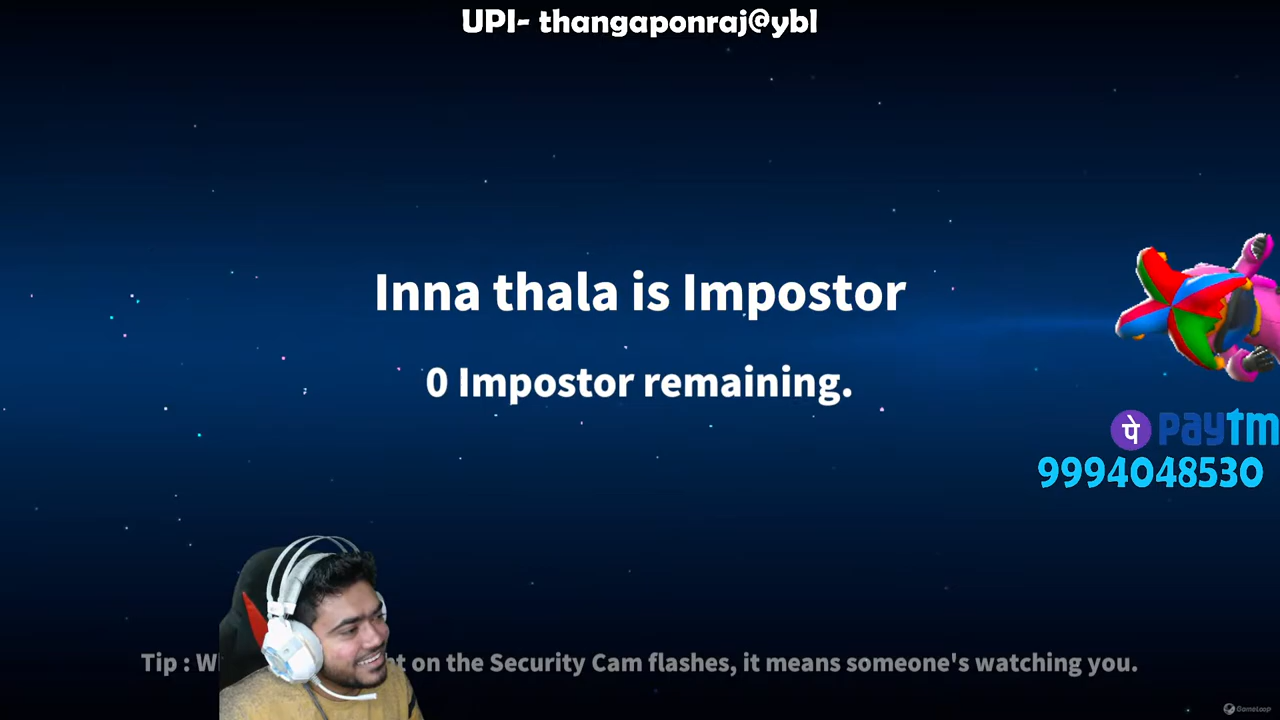 UPI- thangaponraj@ybl
Inna thala is Impostor
0 Impostor remaining.
पे paytm
9994048530
Tip : W on the Security Cam flashes, it means someone's watching you.
GameLoop